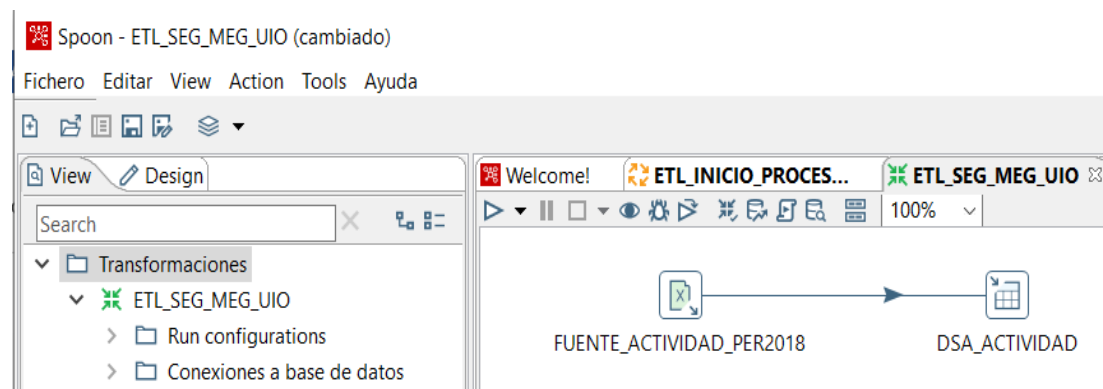 Spoon - ETL_SEG_MEG_UIO (cambiado)
Fichero Editar View Action Tools Ayuda
View Design
Search
Transformaciones
ETL_SEG_MEG_UIO
Run configurations
Conexiones a base de datos
Welcome! ETL_INICIO_PROCES... ETL_SEG_MEG_UIO
100%
FUENTE_ACTIVIDAD_PER2018 DSA_ACTIVIDAD